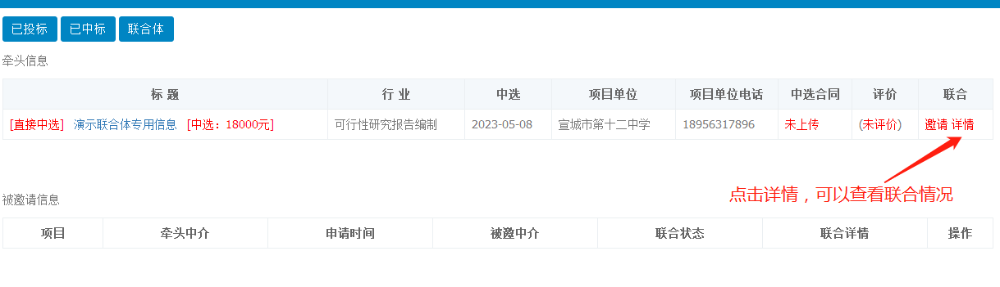 已投标 已中标 联合体
牵头信息
标 题 行 业 中选 项目单位 项目单位电话 中选合同 评价 联合
[直接中选] 演示联合体专用信息 [中选：18000元] 可行性研究报告编制 2023-05-08 宣城市第十二中学 18956317896 未上传 (未评价) 邀请 详情
点击详情，可以查看联合情况
被邀请信息
项目 牵头中介 申请时间 被邀中介 联合状态 联合详情 操作